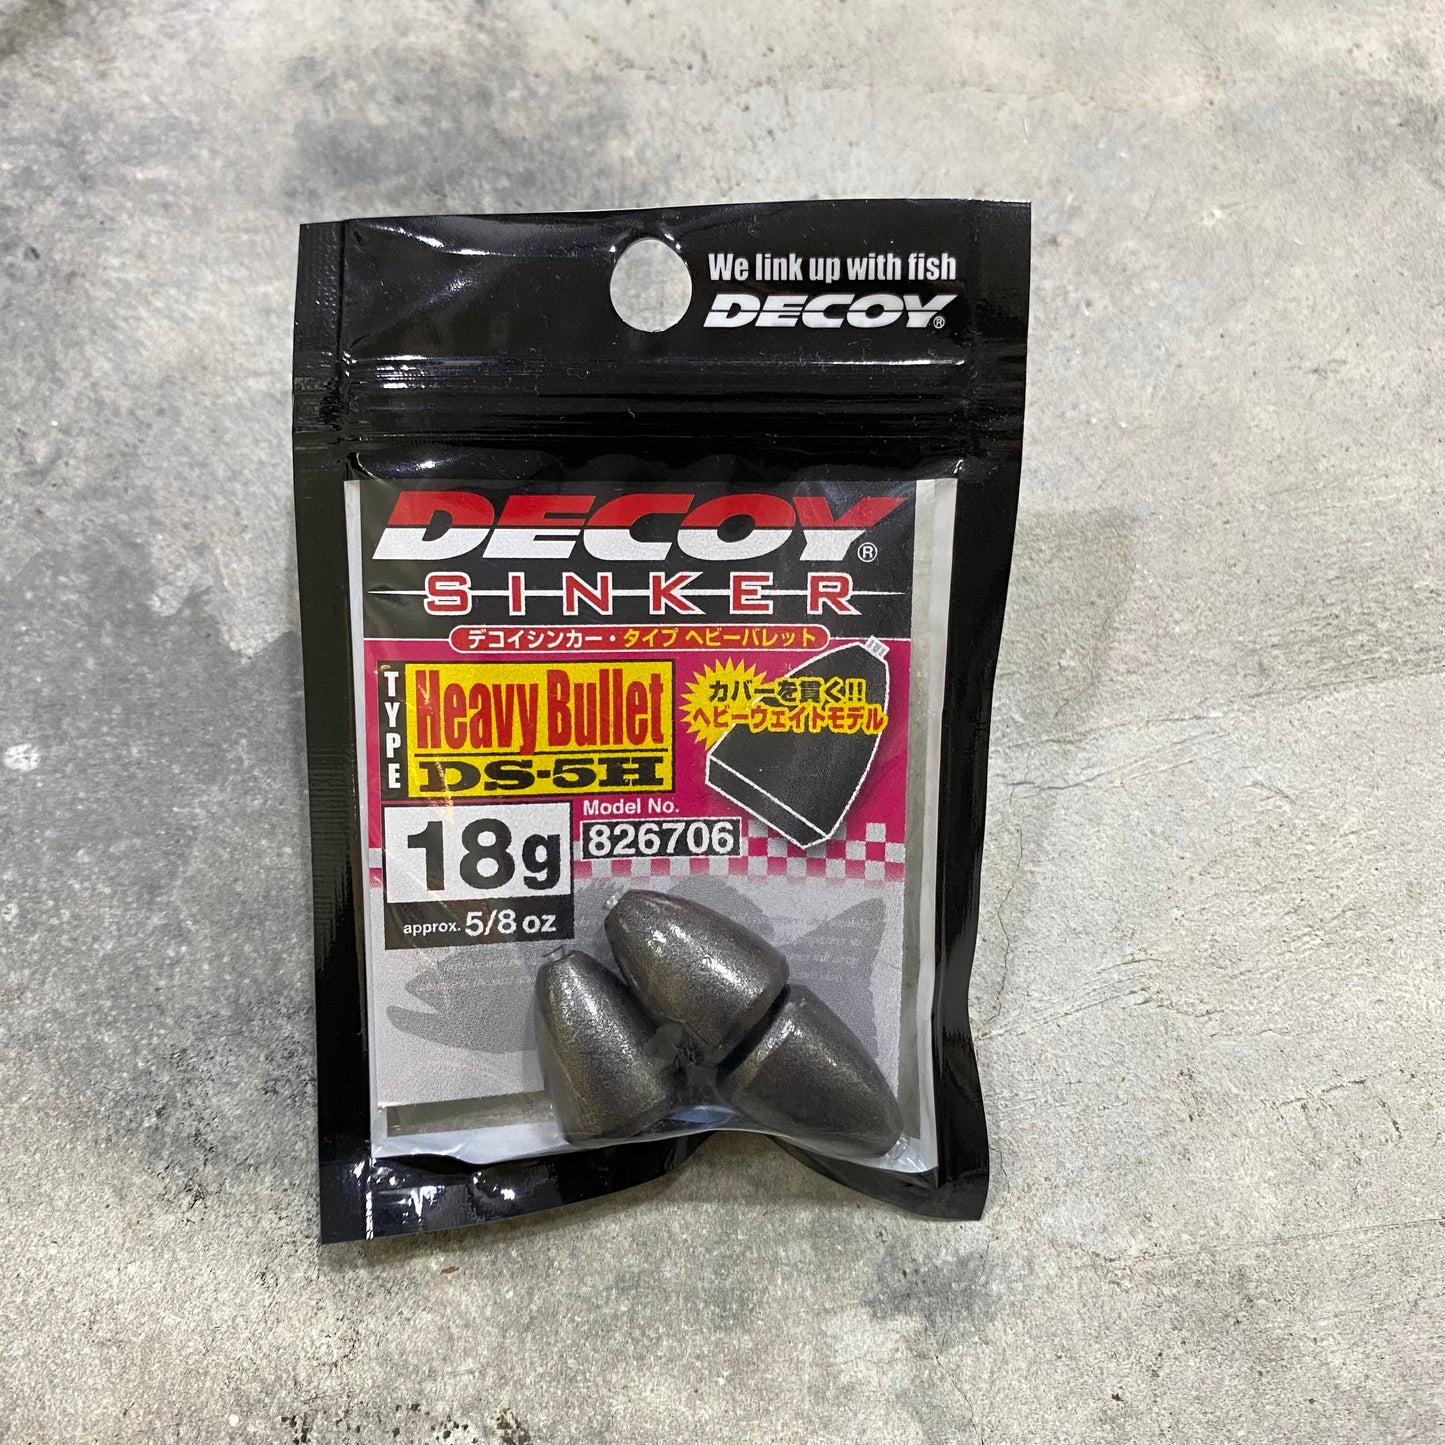 We link up with fish
DECOY®
DECOY®
SINKER
デコイシンカー・タイプ ヘビーバレット
TYPE
Heavy Bullet
DS-5H
カバーを貫く!!
ヘビーウェイトモデル
18g
approx. 5/8 oz
Model No.
826706